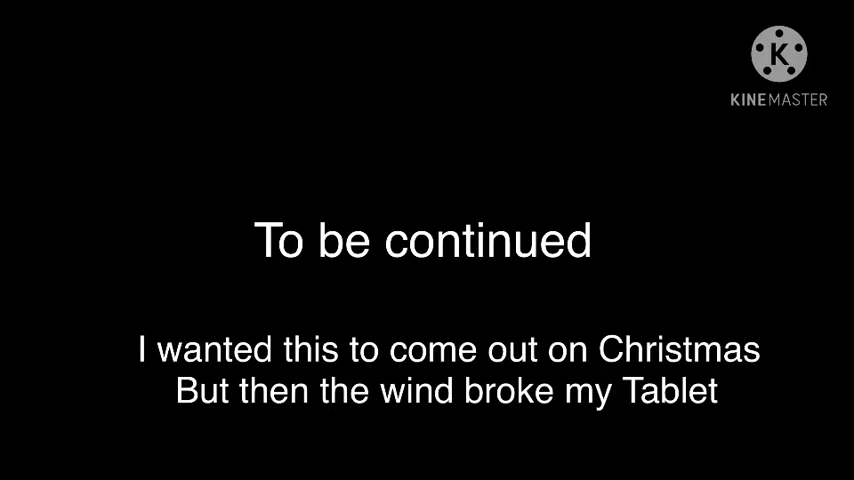 K
KINEMASTER
To be continued
I wanted this to come out on Christmas
But then the wind broke my Tablet